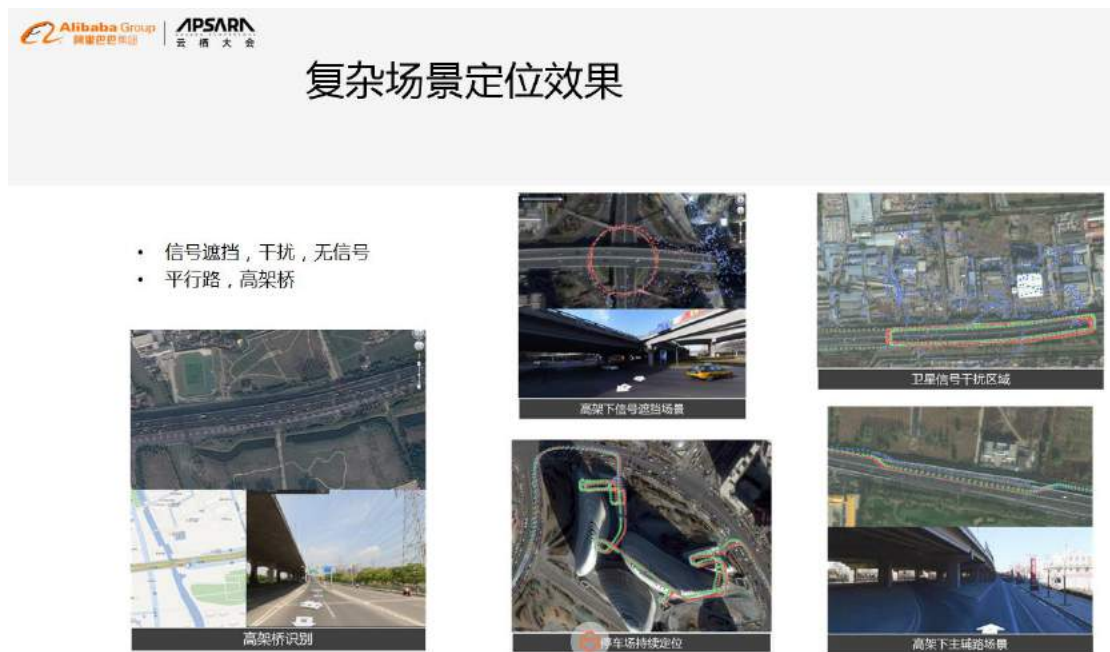 Alibaba Group
阿里巴巴集团
APSARA
云栖大会
复杂场景定位效果
• 信号遮挡，干扰，无信号
• 平行路，高架桥
高架下信号遮挡场景
卫星信号干扰区域
高架桥识别
停车场持续定位
高架下主辅路场景